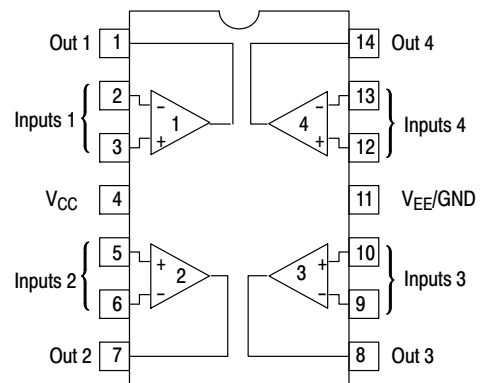 Out 1 1 14 Out 4
2 - - 13
Inputs 1 1 4 Inputs 4
3 + + 12
VCC 4 11 VEE/GND
5 + + 10
Inputs 2 2 3 Inputs 3
6 - - 9
Out 2 7 8 Out 3